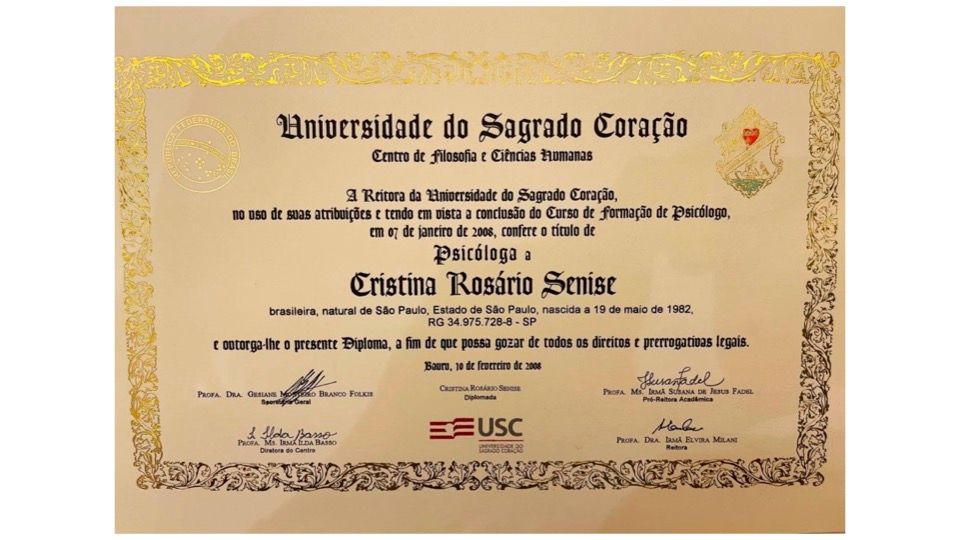 Universidade do Sagrado Coração
Centro de Filosofia e Ciências Humanas
REPÚBLICA FEDERATIVA DO BRASIL
A Reitora da Universidade do Sagrado Coração,
no uso de suas atribuições e tendo em vista a conclusão do Curso de Formação de Psicólogo,
em 07 de janeiro de 2008, confere o título de
Psicóloga a
Cristina Rosário Senise
brasileira, natural de São Paulo, Estado de São Paulo, nascida a 19 de maio de 1982,
RG 34.975.728-8 - SP
e outorga-lhe o presente Diploma, a fim de que possa gozar de todos os direitos e prerrogativas legais.
Bauru, 10 de fevereiro de 2008
PROFA. DRA. GESIANE MONTEIRO BRANCO FOLKIS
Secretária Geral
CRISTINA ROSÁRIO SENISE
Diplomada
PROFA. MS. IRMÃ SUSANA DE JESUS FADEL
Pró-Reitora Acadêmica
Ilda Basso
PROFA. MS. IRMÃ ILDA BASSO
Diretora do Centro
USC
UNIVERSIDADE DO
SAGRADO CORAÇÃO
PROFA. DRA. IRMÃ ELVIRA MILANI
Reitora